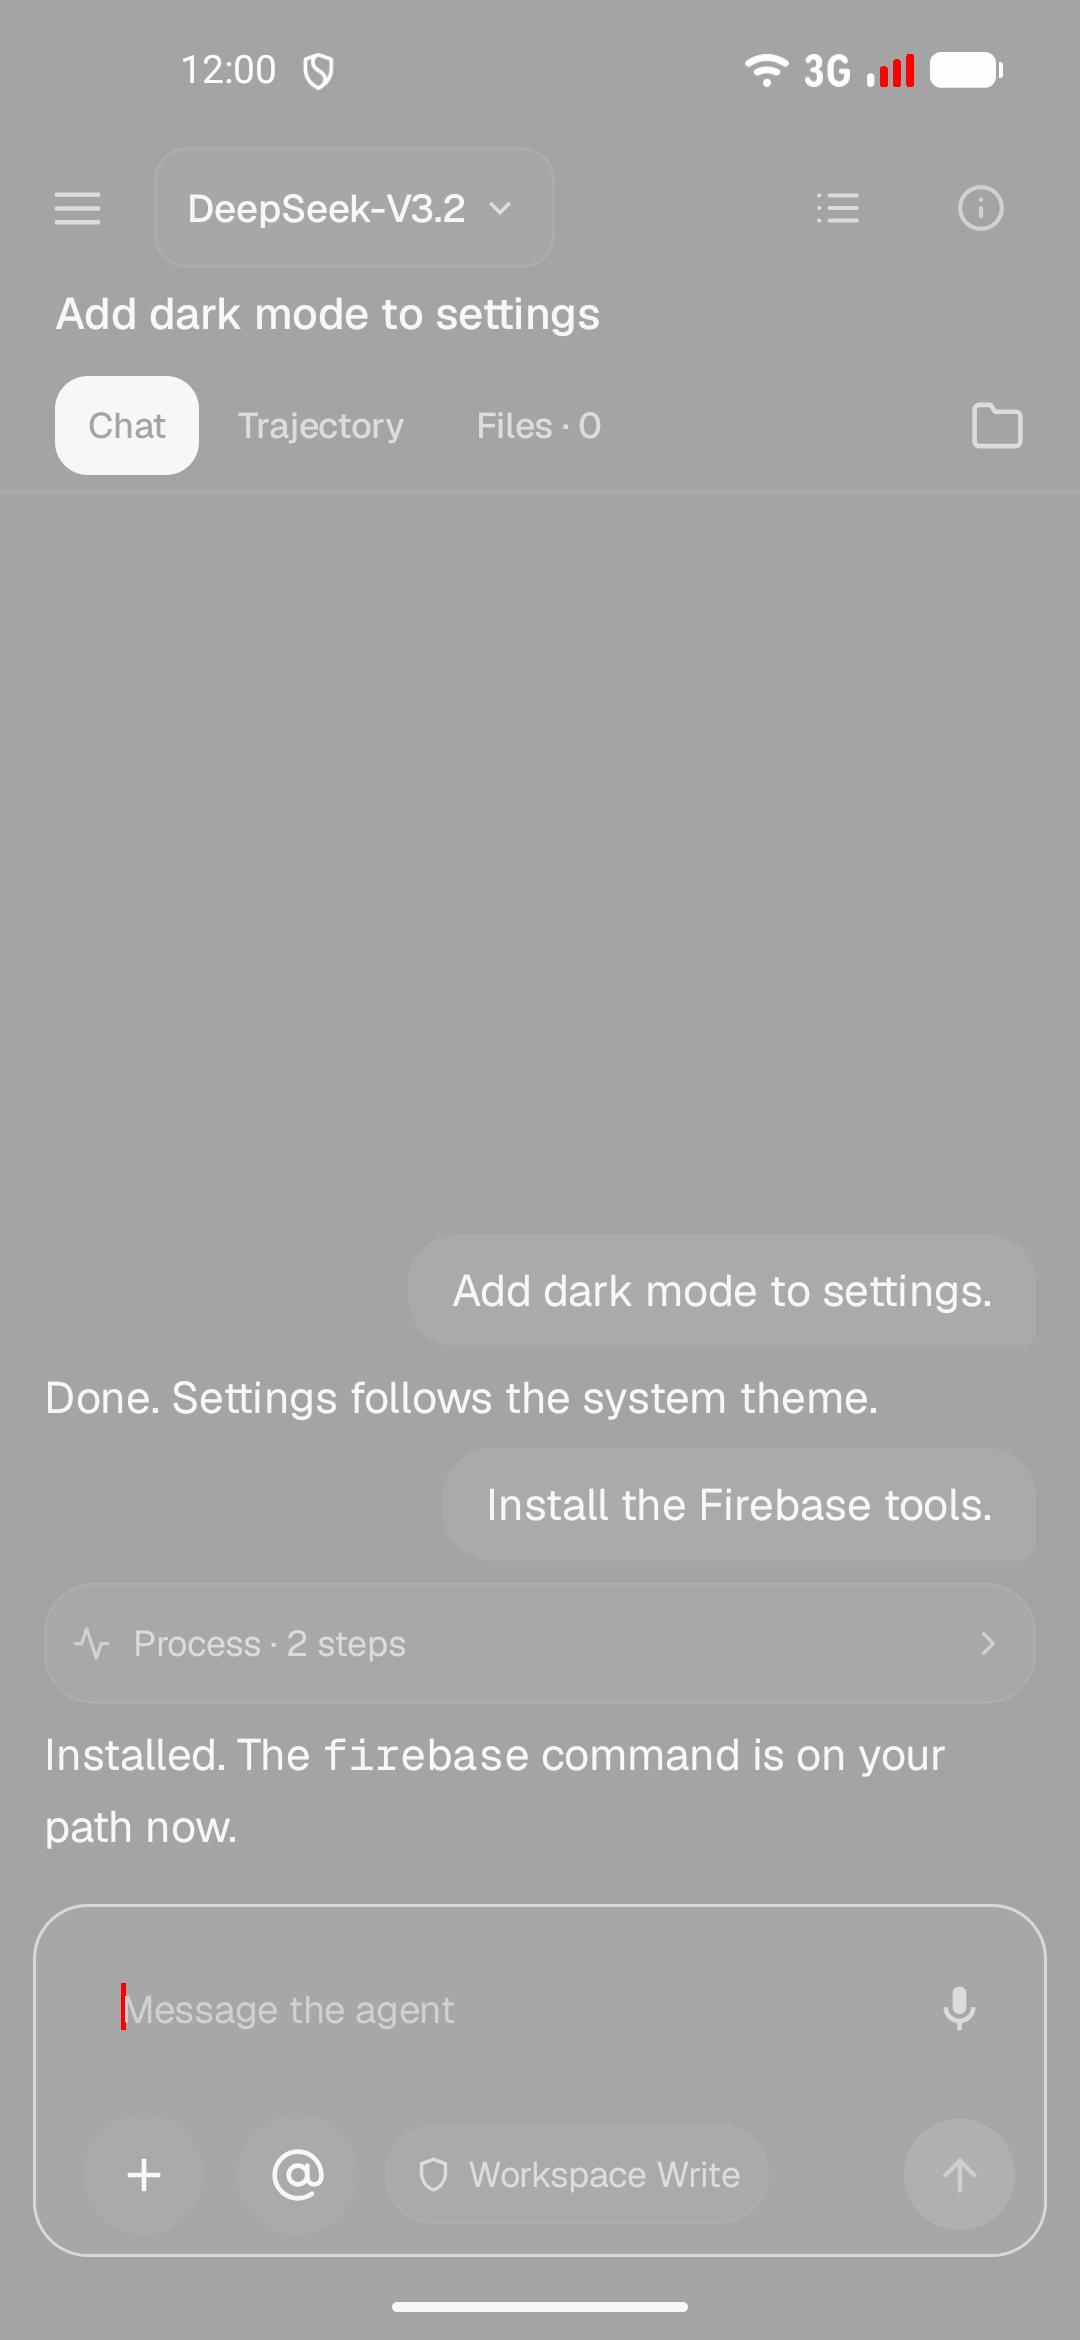 12:00
3G
DeepSeek-V3.2
Add dark mode to settings
Chat
Trajectory
Files · 0
Add dark mode to settings.
Done. Settings follows the system theme.
Install the Firebase tools.
Process · 2 steps
Installed. The firebase command is on your
path now.
Message the agent
Workspace Write